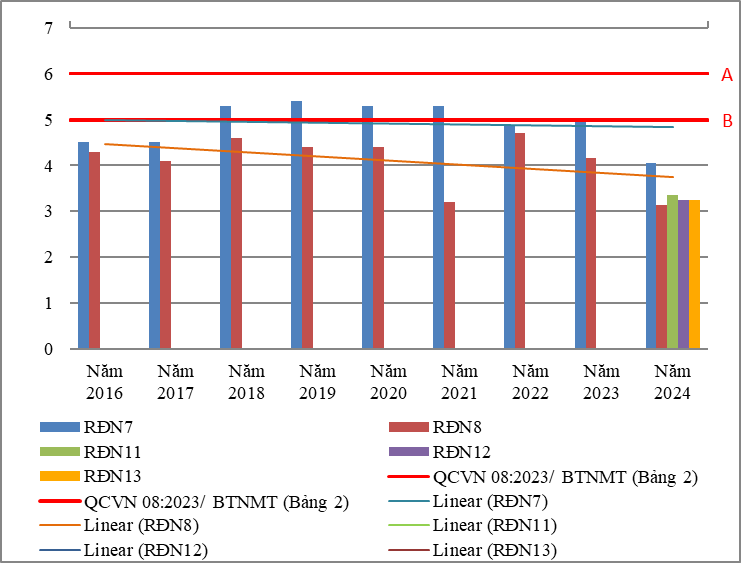 7
6
A
5
B
4
3
2
1
0
Năm Năm Năm Năm Năm Năm Năm Năm Năm
2016 2017 2018 2019 2020 2021 2022 2023 2024
RĐN7 RĐN8
RĐN11 RĐN12
RĐN13 QCVN 08:2023/ BTNMT (Bảng 2)
QCVN 08:2023/ BTNMT (Bảng 2) Linear (RĐN7)
Linear (RĐN8) Linear (RĐN11)
Linear (RĐN12) Linear (RĐN13)